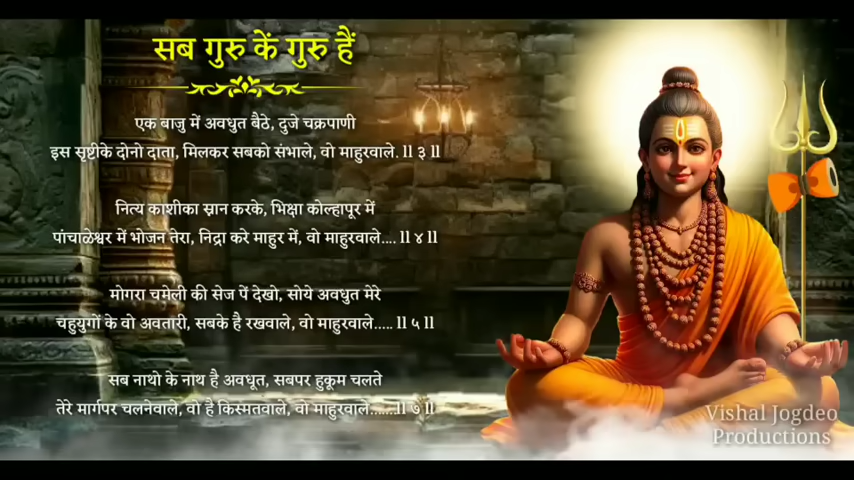 सब गुरु कें गुरु हैं
एक बाजु में अवधुत बैठे, दुजे चक्रपाणी
इस सृष्टीके दोनो दाता, मिलकर सबको संभाले, वो माहुरवाले. ll ३ ll
नित्य काशीका स्नान करके, भिक्षा कोल्हापूर में
पांचाळेश्वर में भोजन तेरा, निद्रा करे माहुर में, वो माहुरवाले.... ll ४ ll
मोगरा चमेली की सेज पें देखो, सोये अवधुत मेरे
चहुयुगों के वो अवतारी, सबके है रखवाले, वो माहुरवाले..... ll ५ ll
सब नाथो के नाथ है अवधूत, सबपर हुकूम चलते
तेरे मार्गपर चलनेवाले, वो है किस्मतवाले, वो माहुरवाले.......ll ७ ll
Vishal Jogdeo
Productions